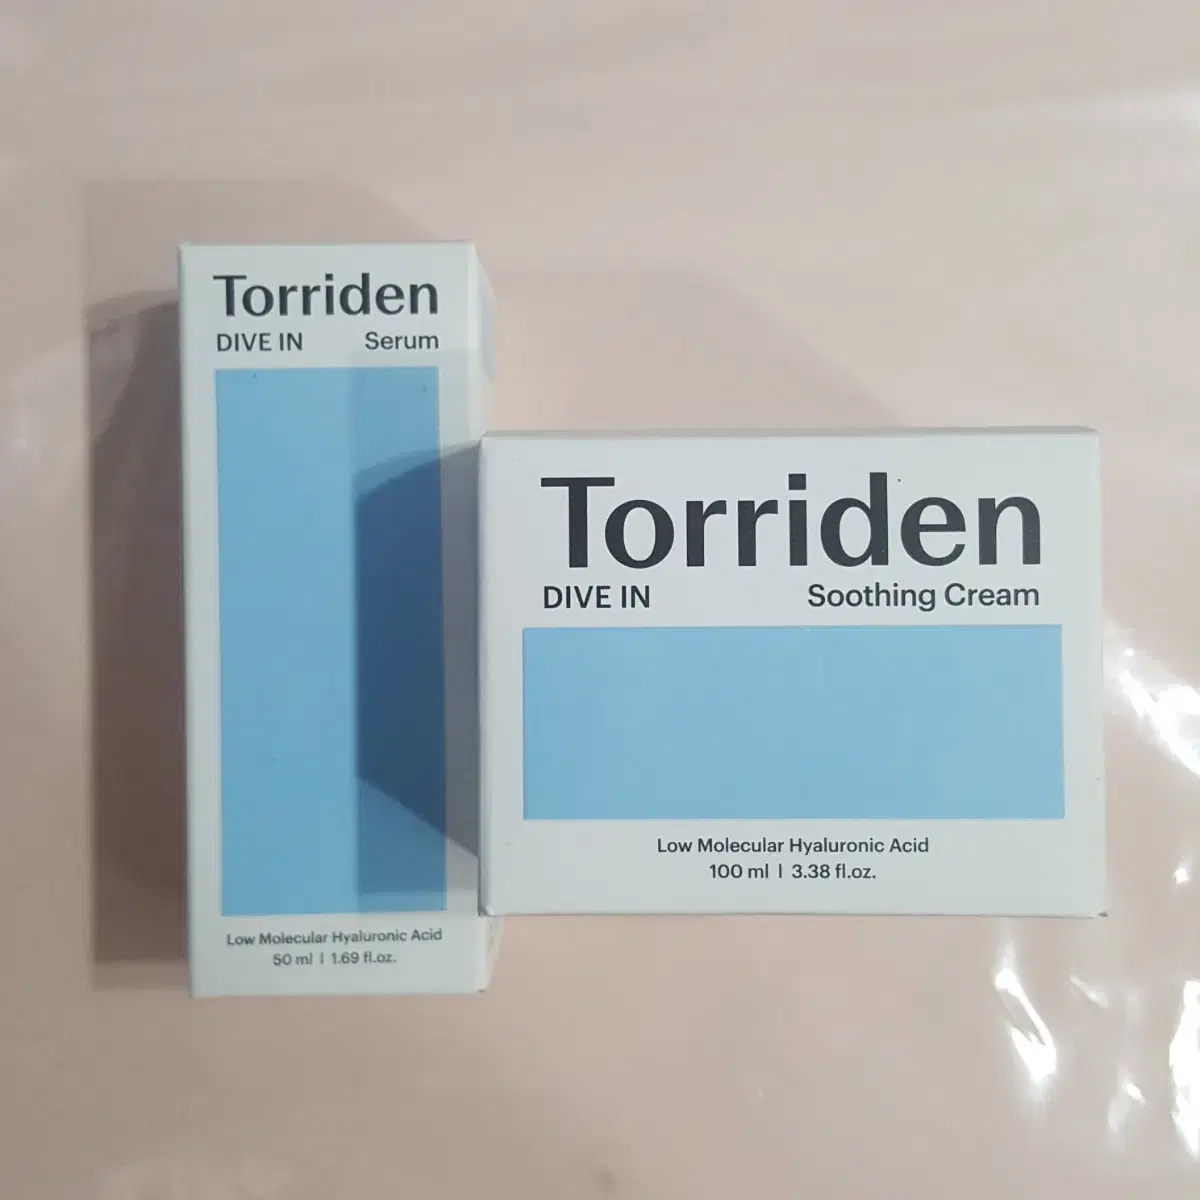 Torriden
DIVE IN Serum
Low Molecular Hyaluronic Acid
50 ml | 1.69 fl.oz.
Torriden
DIVE IN Soothing Cream
Low Molecular Hyaluronic Acid
100 ml | 3.38 fl.oz.